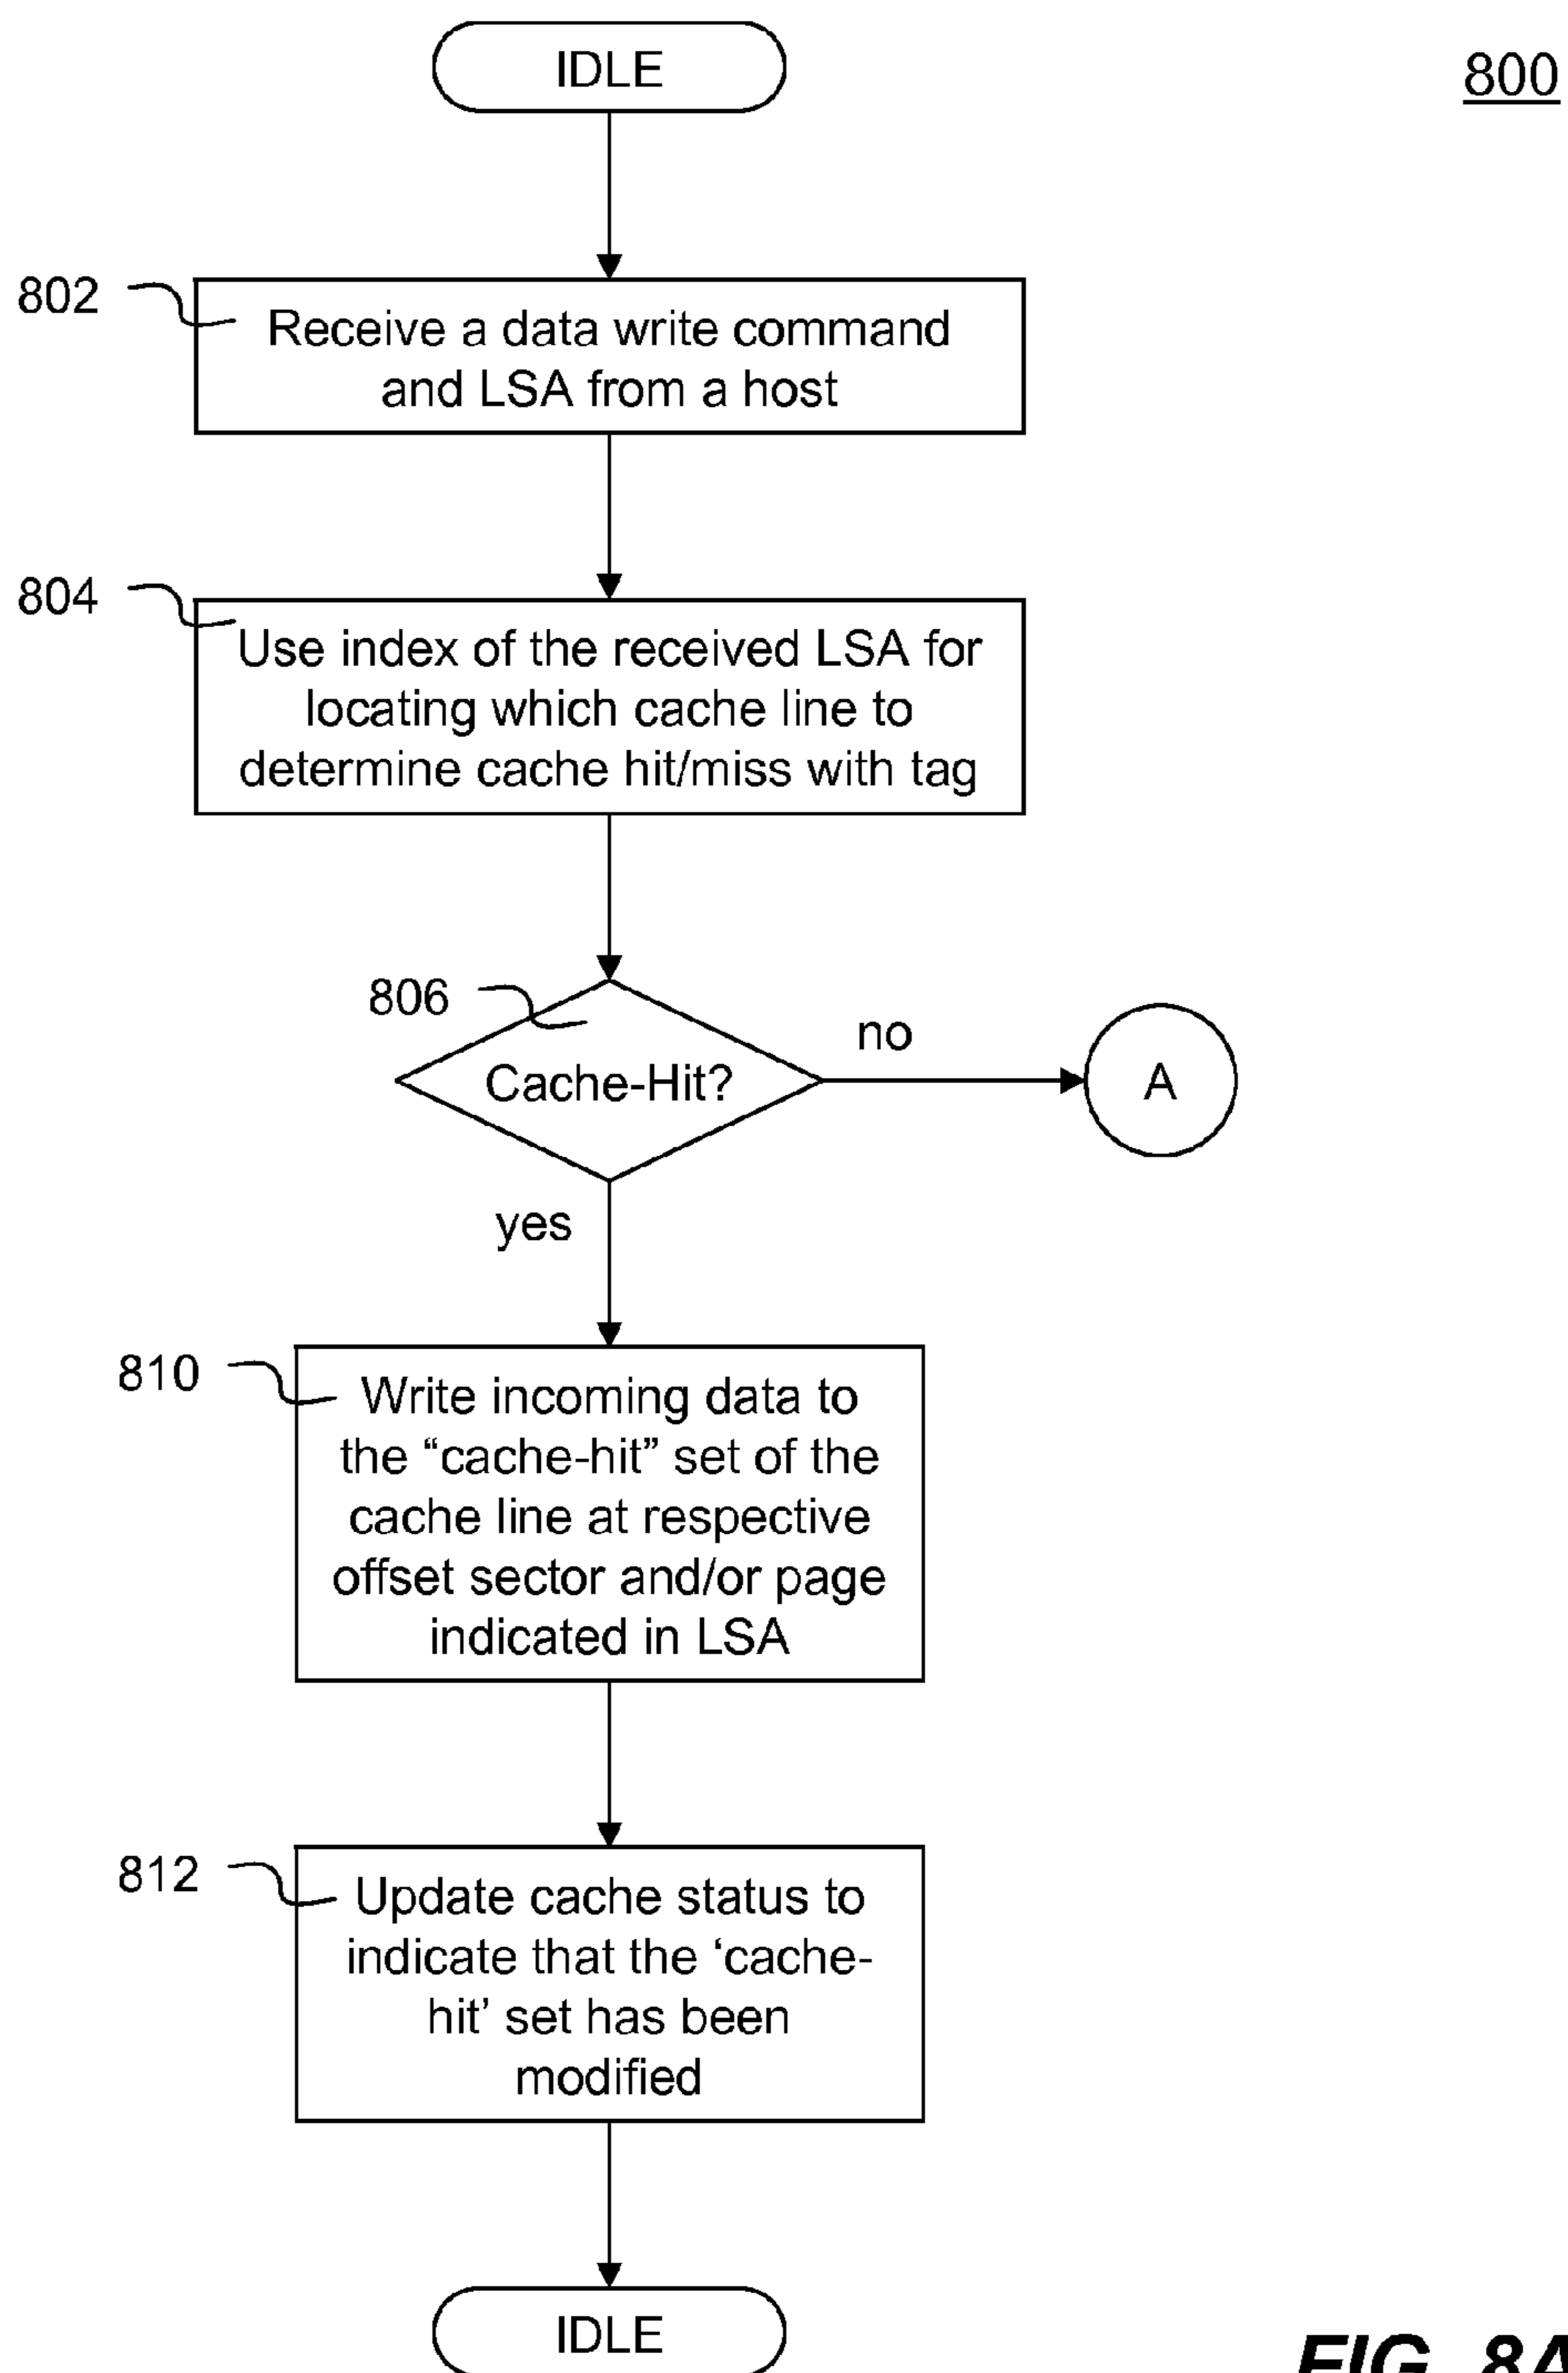 IDLE
800
802
Receive a data write command
and LSA from a host
804
Use index of the received LSA for
locating which cache line to
determine cache hit/miss with tag
806
Cache-Hit?
no
A
yes
810
Write incoming data to
the “cache-hit” set of the
cache line at respective
offset sector and/or page
indicated in LSA
812
Update cache status to
indicate that the ‘cache-
hit’ set has been
modified
IDLE
FIG. 8A